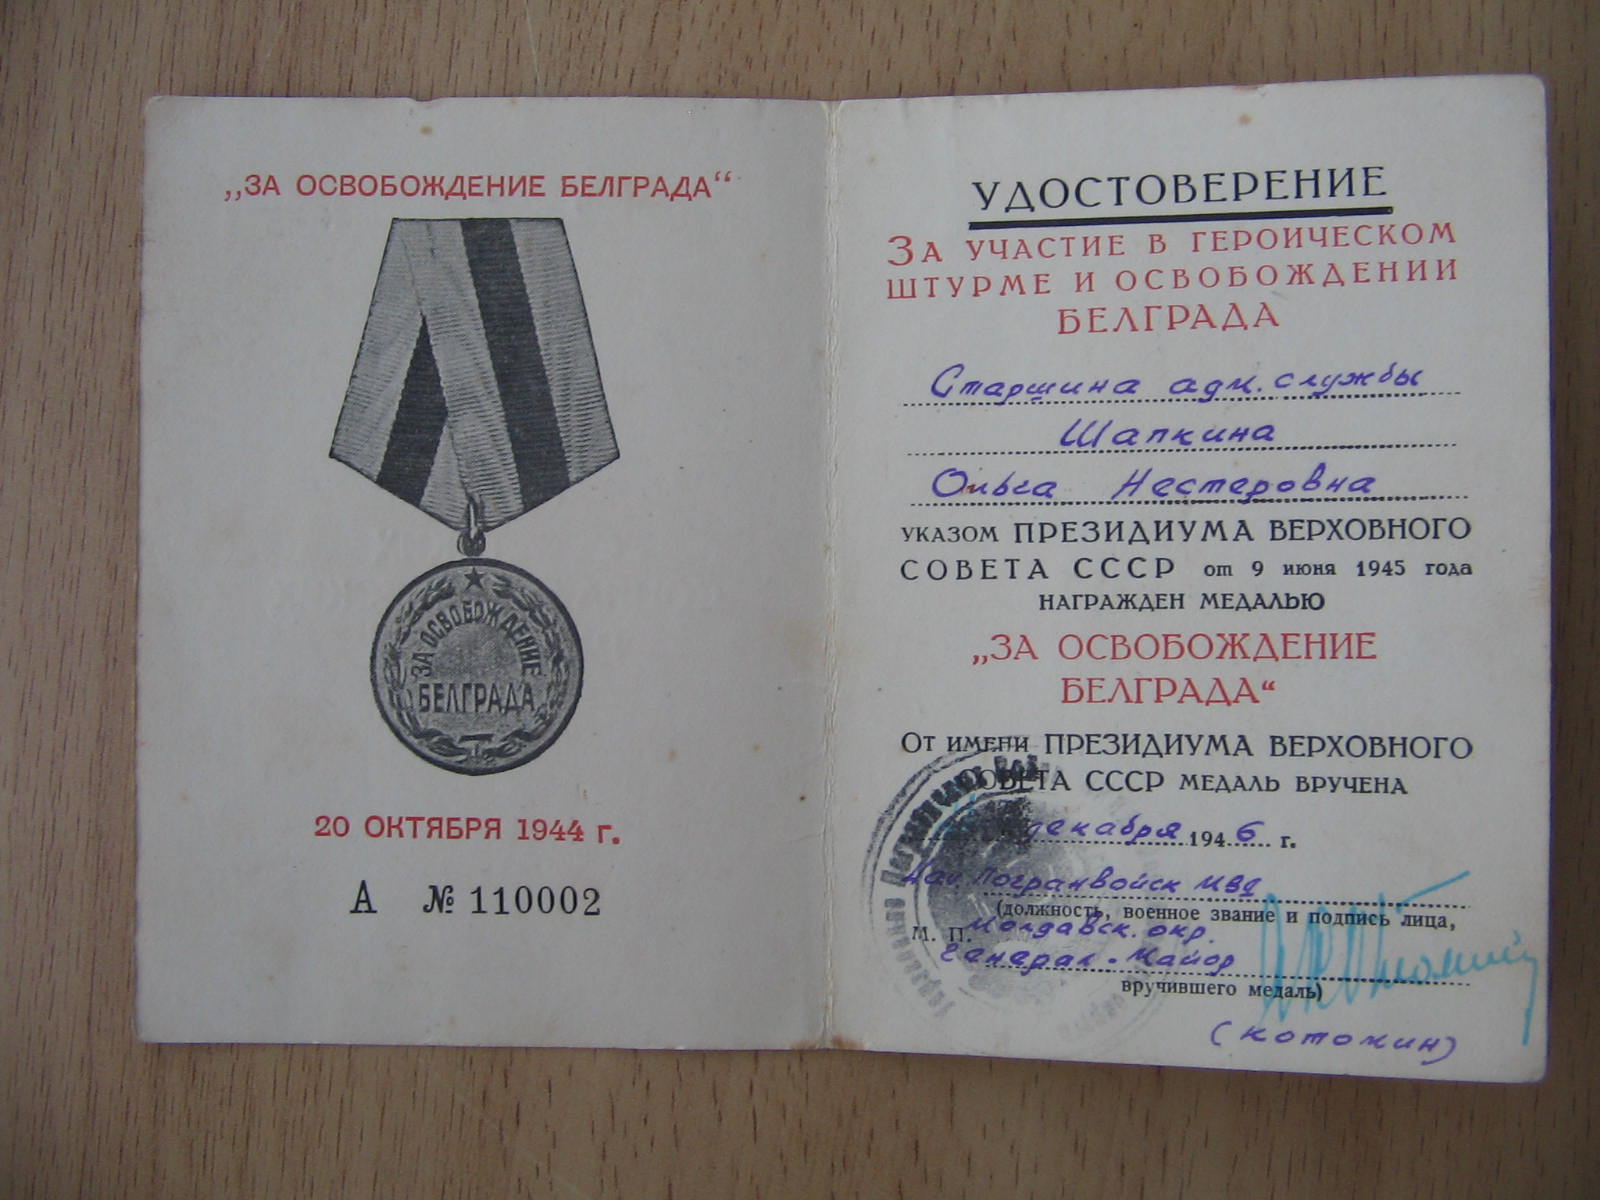 „ЗА ОСВОБОЖДЕНИЕ БЕЛГРАДА“
ЗА ОСВОБОЖДЕНИЕ
БЕЛГРАДА
20 ОКТЯБРЯ 1944 г.
А № 110002
УДОСТОВЕРЕНИЕ
ЗА УЧАСТИЕ В ГЕРОИЧЕСКОМ
ШТУРМЕ И ОСВОБОЖДЕНИИ
БЕЛГРАДА
Старшина адм. службы
Шапкина
Ольга Нестеровна
УКАЗОМ ПРЕЗИДИУМА ВЕРХОВНОГО
СОВЕТА СССР от 9 июня 1945 года
НАГРАЖДЕН МЕДАЛЬЮ
„ЗА ОСВОБОЖДЕНИЕ
БЕЛГРАДА“
ОТ ИМЕНИ ПРЕЗИДИУМА ВЕРХОВНОГО
СОВЕТА СССР МЕДАЛЬ ВРУЧЕНА
декабря 1946 г.
Нач. Погранвойск МВД
(должность, военное звание и подпись лица,
Молдавск. окр.
М. П.
Генерал-Майор
вручившего медаль)